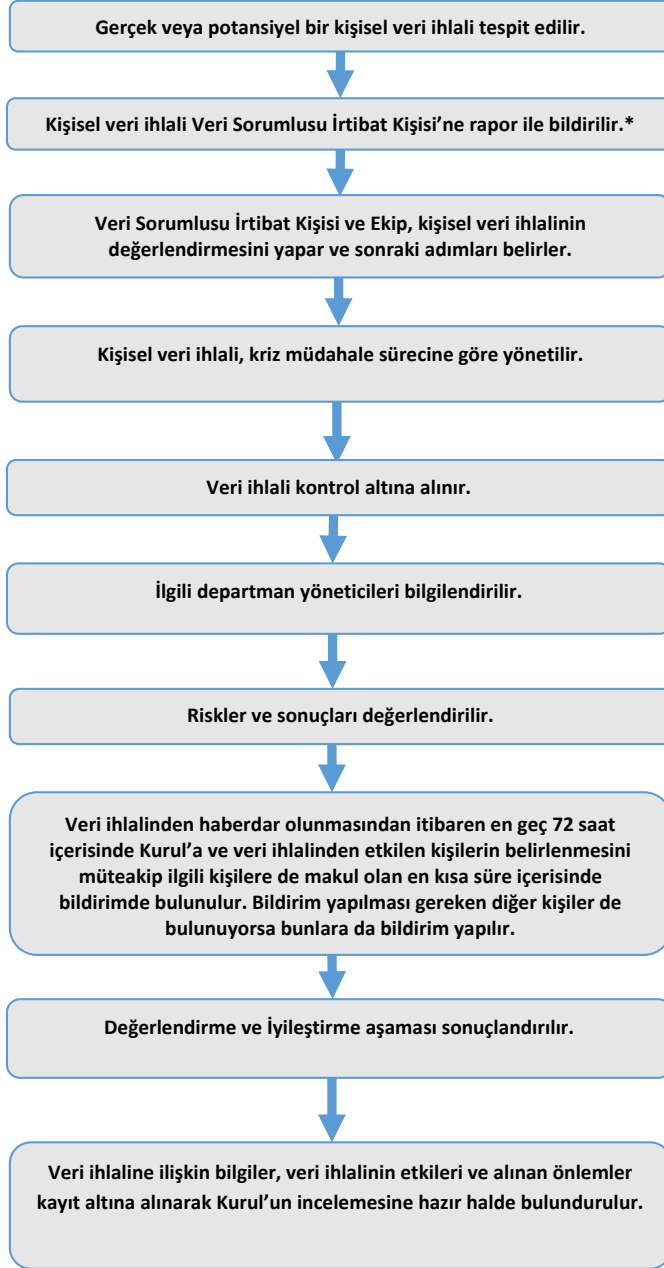 Gerçek veya potansiyel bir kişisel veri ihlali tespit edilir.
Kişisel veri ihlali Veri Sorumlusu İrtibat Kişisi’ne rapor ile bildirilir.*
Veri Sorumlusu İrtibat Kişisi ve Ekip, kişisel veri ihlalinin
değerlendirmesini yapar ve sonraki adımları belirler.
Kişisel veri ihlali, kriz müdahale sürecine göre yönetilir.
Veri ihlali kontrol altına alınır.
İlgili departman yöneticileri bilgilendirilir.
Riskler ve sonuçları değerlendirilir.
Veri ihlalinden haberdar olunmasından itibaren en geç 72 saat
içerisinde Kurul’a ve veri ihlalinden etkilen kişilerin belirlenmesini
müteakip ilgili kişilere de makul olan en kısa süre içerisinde
bildirimde bulunulur. Bildirim yapılması gereken diğer kişiler de
bulunuyorsa bunlara da bildirim yapılır.
Değerlendirme ve İyileştirme aşaması sonuçlandırılır.
Veri ihlaline ilişkin bilgiler, veri ihlalinin etkileri ve alınan önlemler
kayıt altına alınarak Kurul’un incelemesine hazır halde bulundurulur.